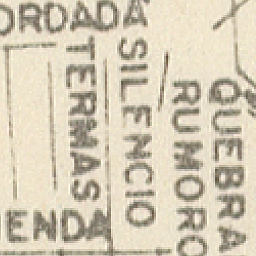 ORDADA
TERMAS
SILENCIO
RUMORO
QUEBRA
ENDA